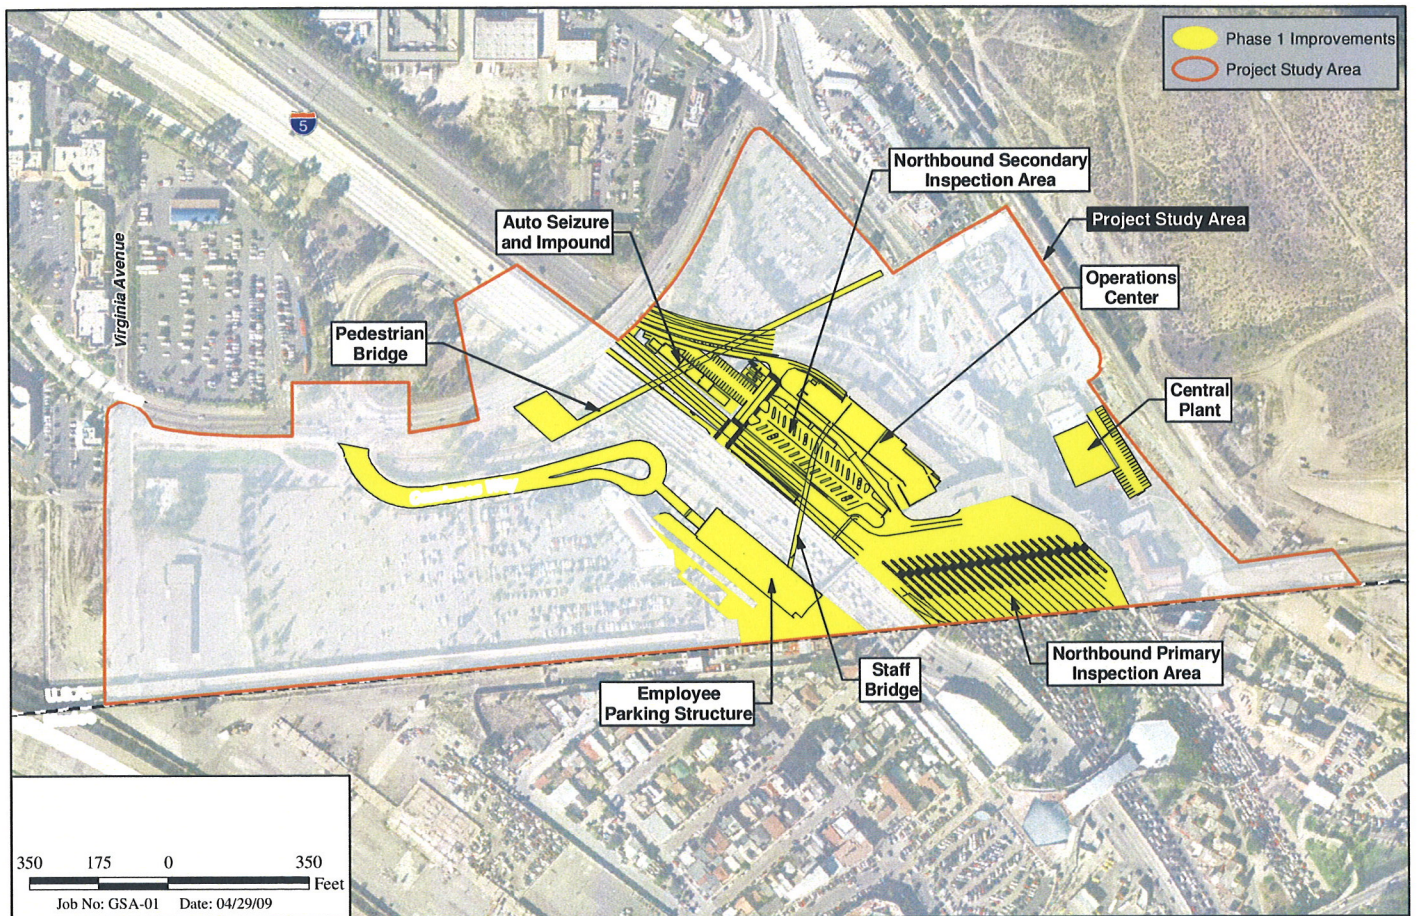 Phase 1 Improvements
Project Study Area
5
Northbound Secondary
Inspection Area
Auto Seizure
and Impound
Project Study Area
Virginia Avenue
Operations
Center
Pedestrian
Bridge
Central
Plant
Northbound Primary
Inspection Area
Staff
Bridge
Employee
Parking Structure
350 175 0 350
Feet
Job No: GSA-01 Date: 04/29/09